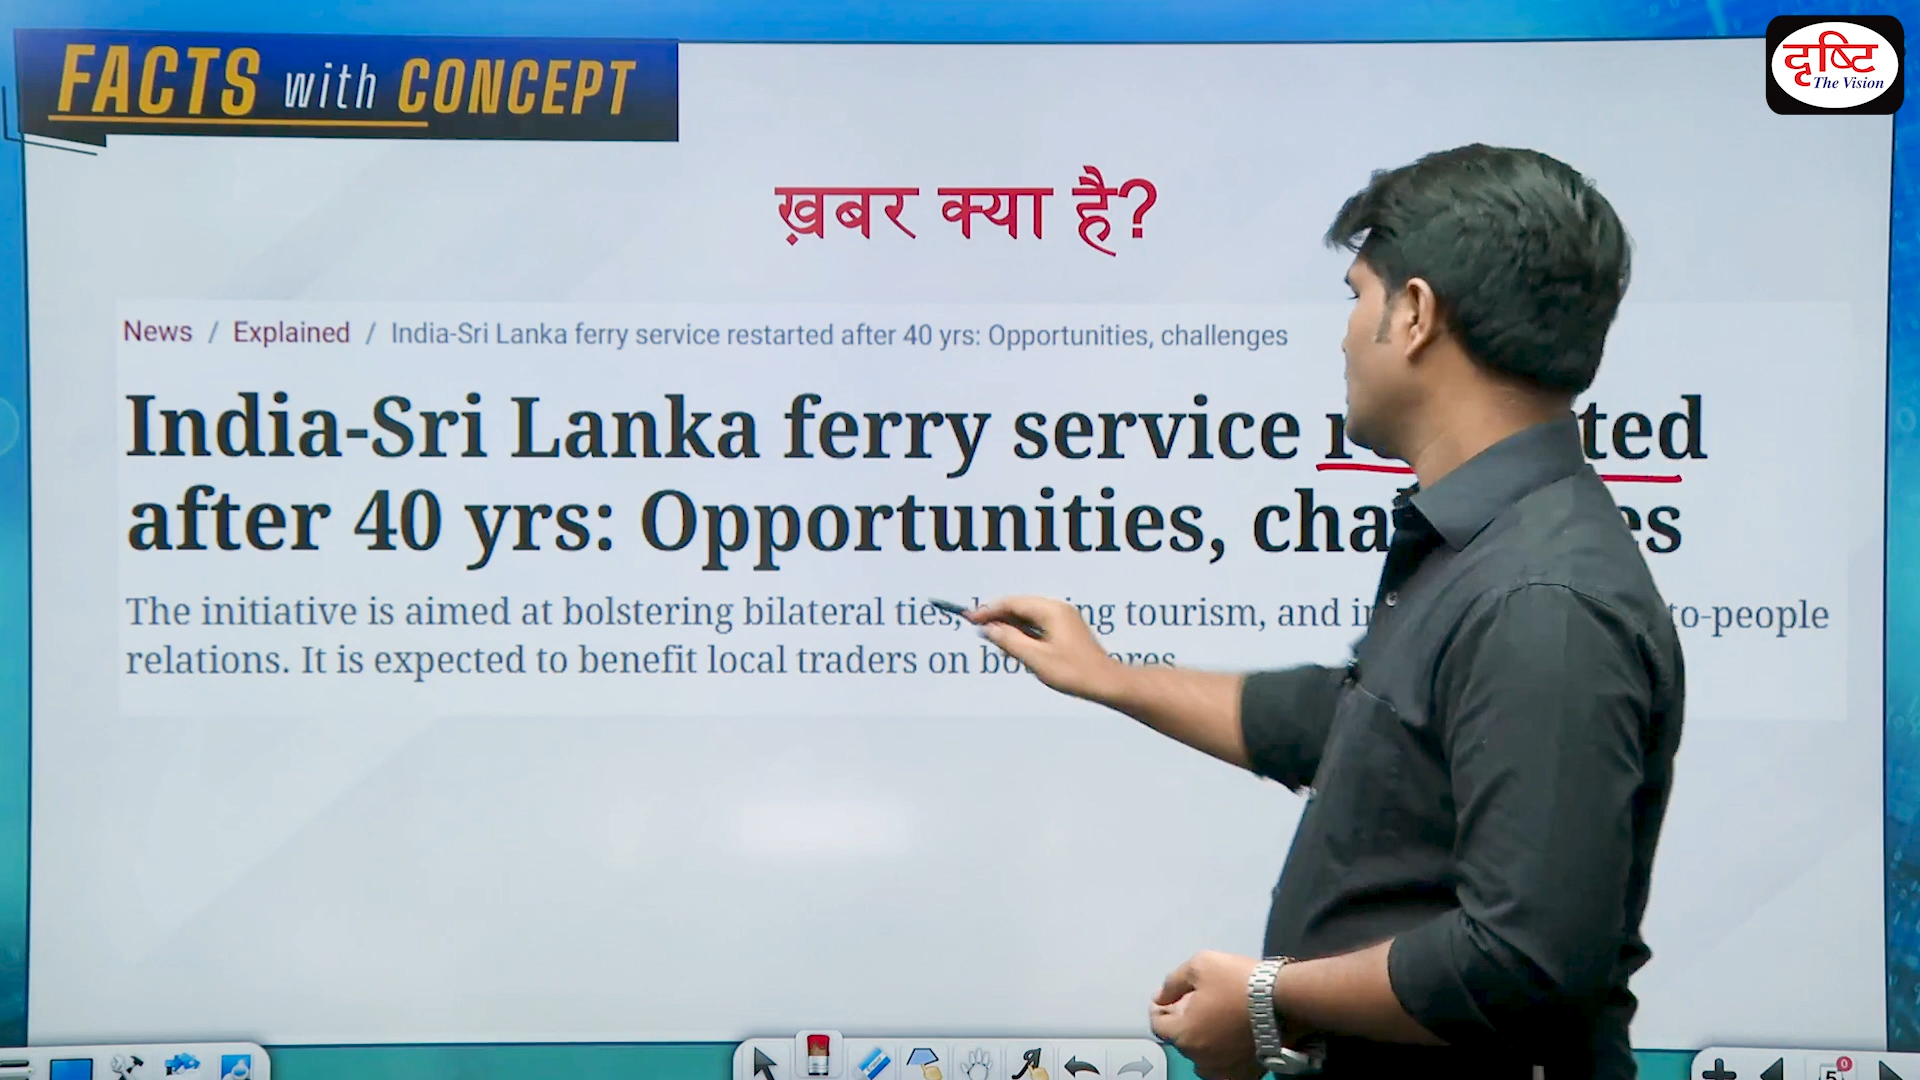 FACTS with CONCEPT
दृष्टि
The Vision
ख़बर क्या है?
News / Explained / India-Sri Lanka ferry service restarted after 40 yrs: Opportunities, challenges
India-Sri Lanka ferry service
after 40 yrs: Opportunities,
The initiative is aimed at bolstering bilateral ties, tourism, and to-people
relations. It is expected to benefit local traders on